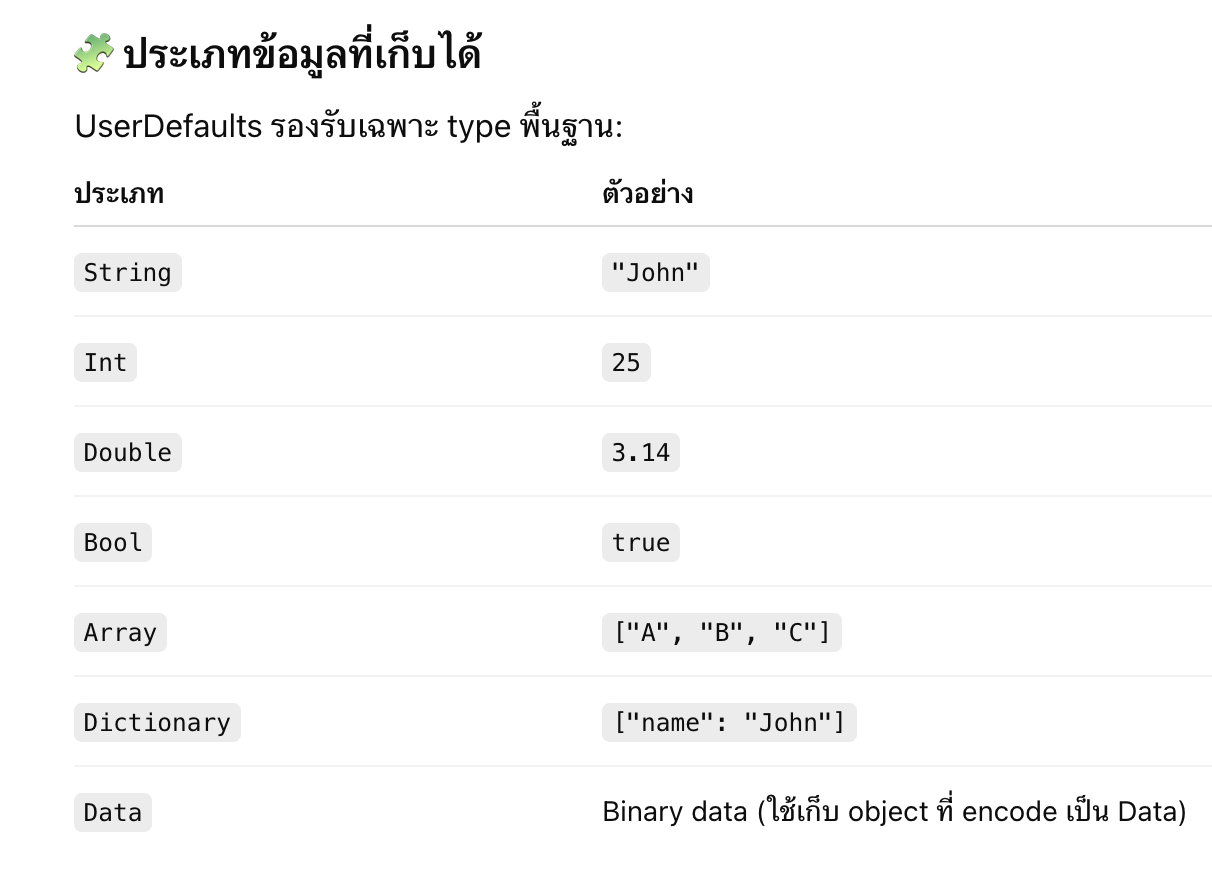 🧩 ประเภทข้อมูลที่เก็บได้
UserDefaults รองรับเฉพาะ type พื้นฐาน:
ประเภท ตัวอย่าง
String "John"
Int 25
Double 3.14
Bool true
Array ["A", "B", "C"]
Dictionary ["name": "John"]
Data Binary data (ใช้เก็บ object ที่ encode เป็น Data)